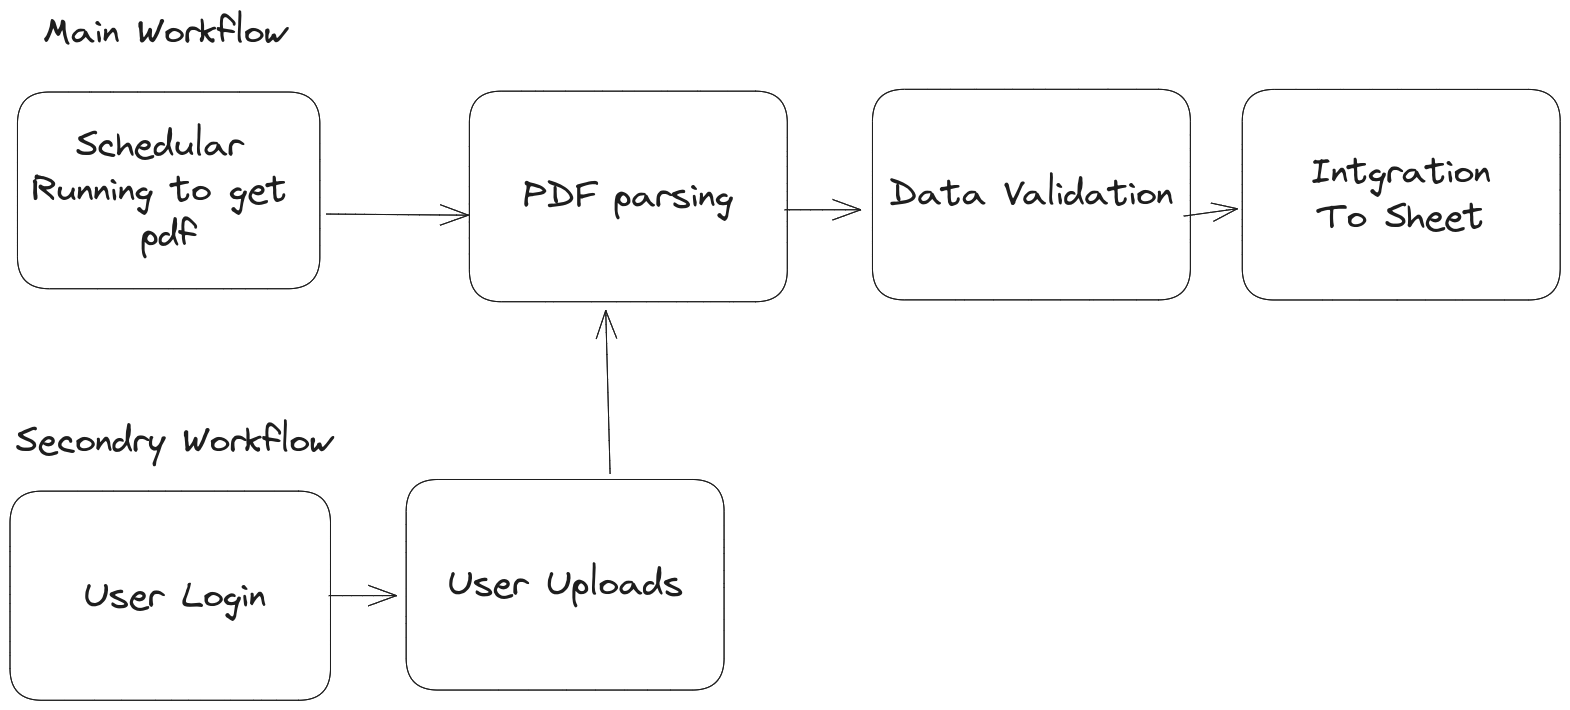 Main Workflow
Schedular
Running to get
pdf
PDF parsing
Data Validation
Intgration
To Sheet
Secondry Workflow
User Login
User Uploads